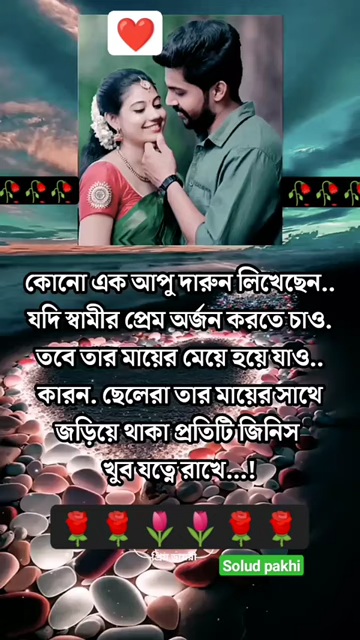 কোনো এক আপু দারুন লিখেছেন..
যদি স্বামীর প্রেম অর্জন করতে চাও.
তবে তার মায়ের মেয়ে হয়ে যাও..
কারন. ছেলেরা তার মায়ের সাথে
জড়িয়ে থাকা প্রতিটি জিনিস
খুব যত্নে রাখে...!
Solud pakhi